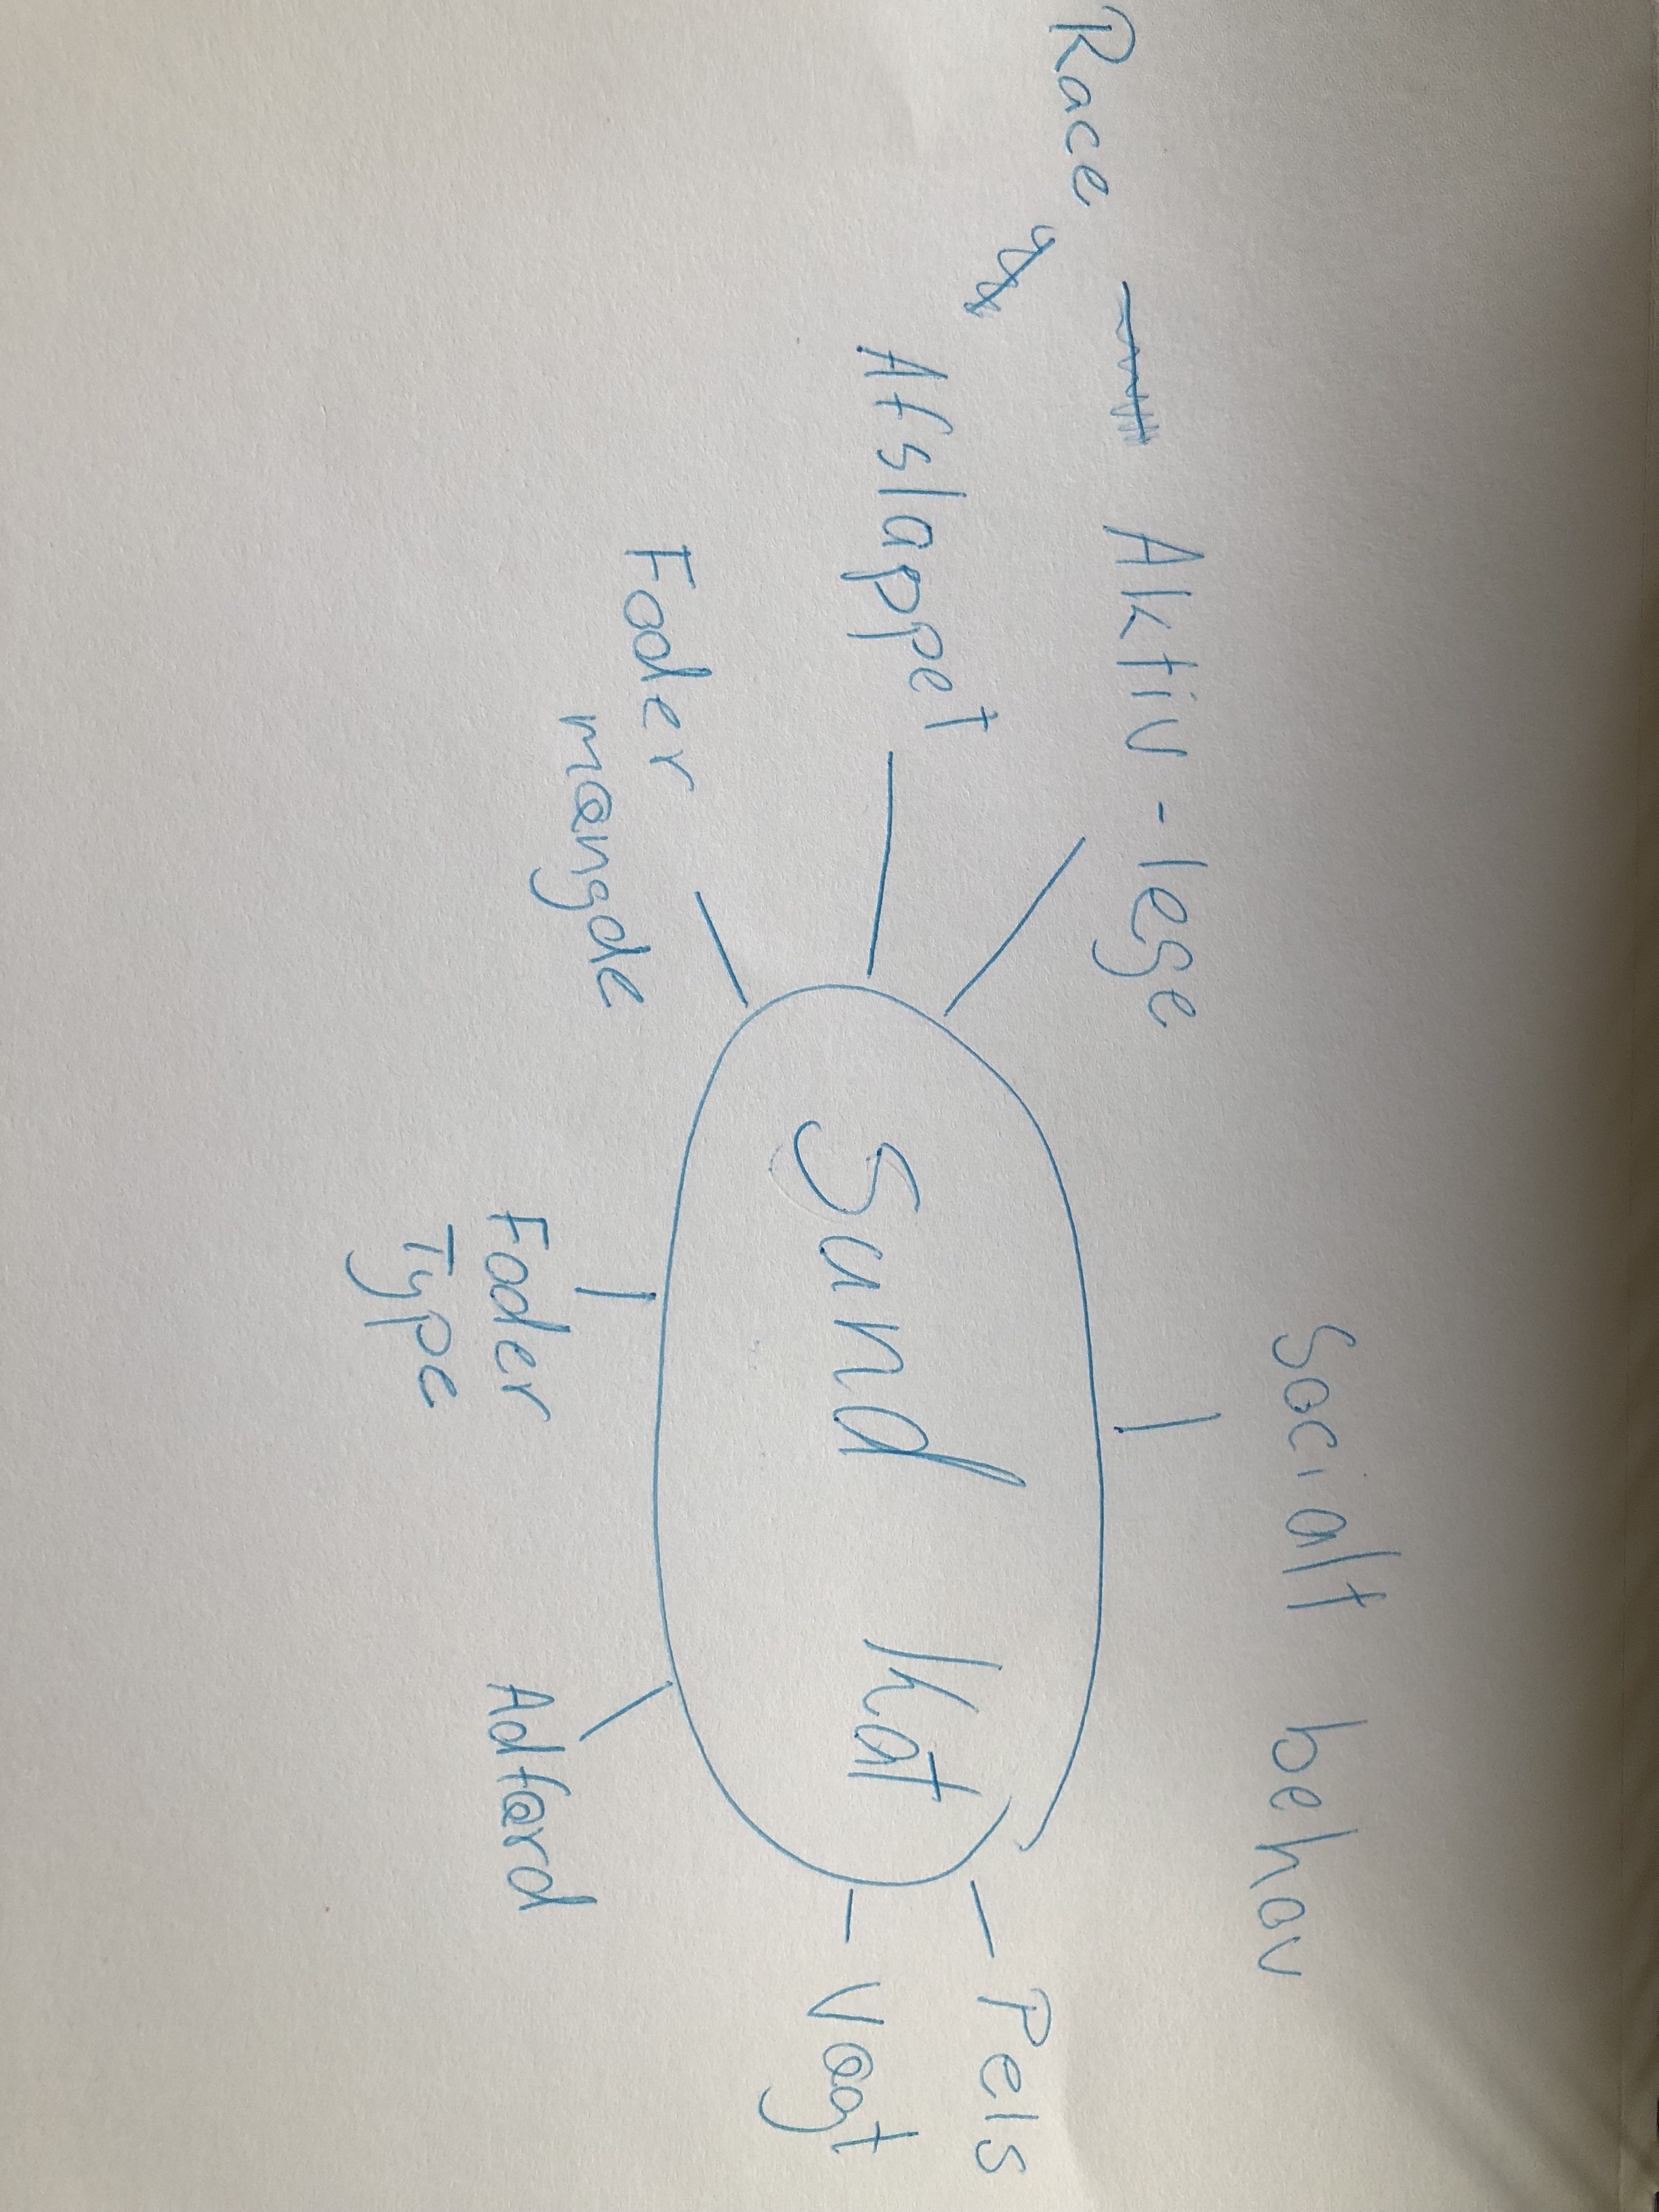 Socialt behov
Race
Aktiv - lege
Afslappet
Pels
Sund Kat
Vægt
Foder
mængde
Foder
Type
Adfærd